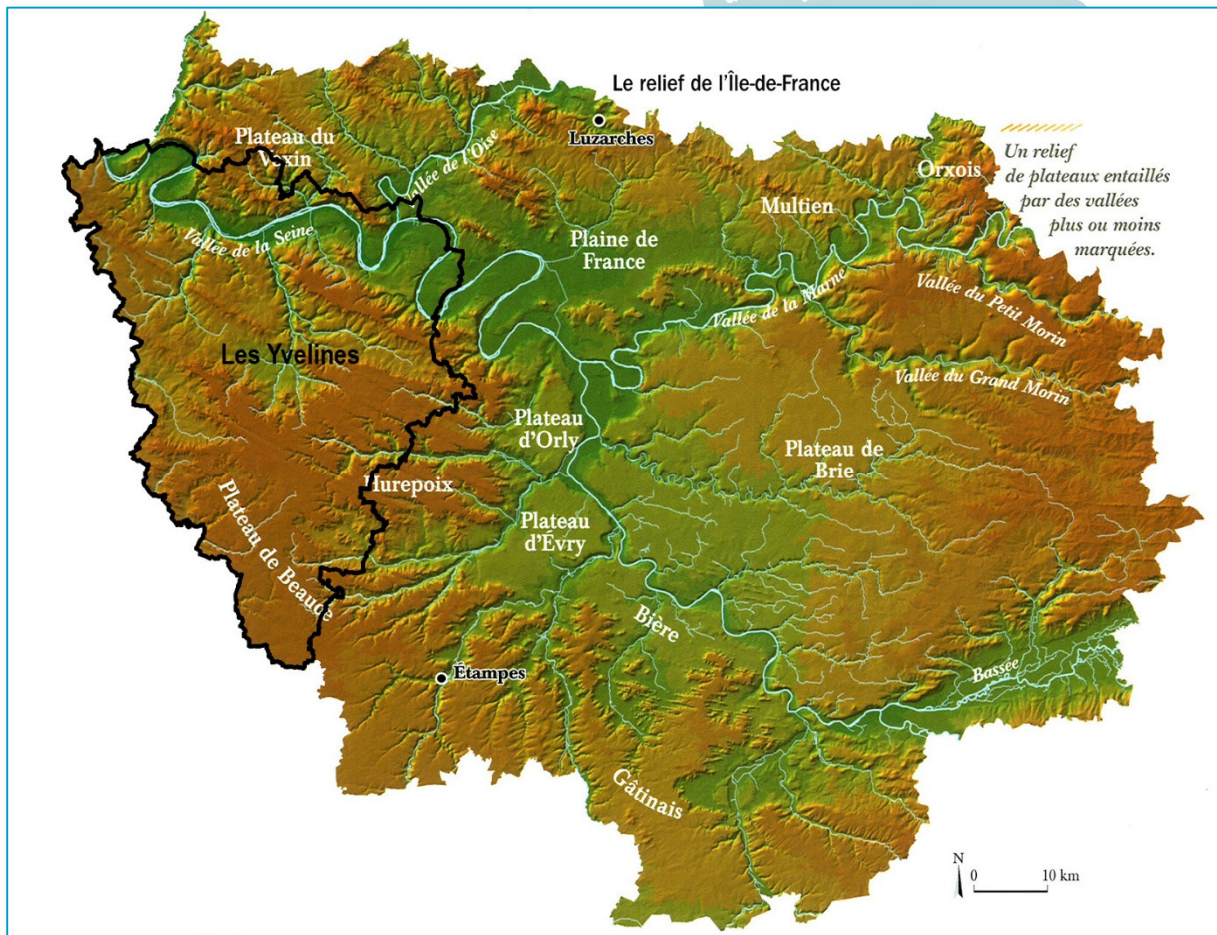 Le relief de l'Île-de-France
Luzarches
Plateau du
Vexin
Vallée de l'Oise
Orxois
Un relief
de plateaux entaillés
par des vallées
plus ou moins
marquées.
Multien
Vallée de la Seine
Plaine de
France
Vallée de la Marne
Vallée du Petit Morin
Les Yvelines
Vallée du Grand Morin
Plateau
d'Orly
Plateau de
Brie
Hurepoix
Plateau
d'Évry
Plateau de Beauce
Bière
Étampes
Bassée
Gâtinais
N
0 10 km